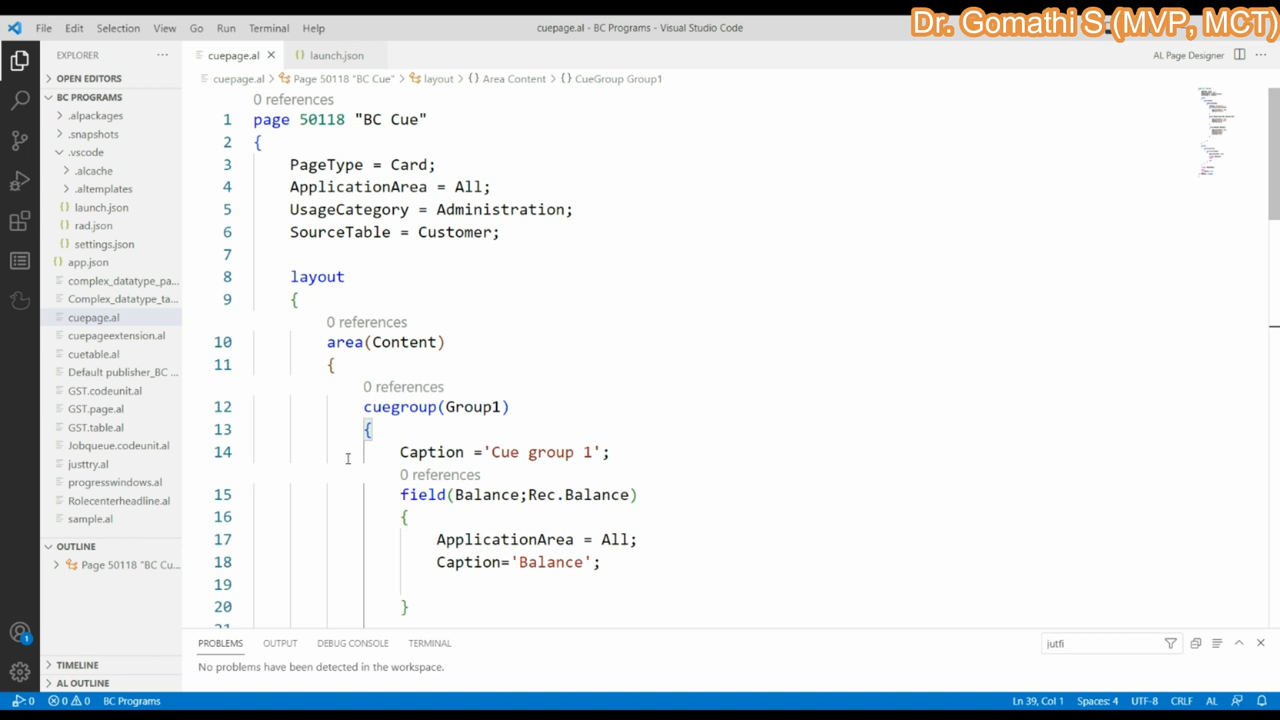 File Edit Selection View Go Run Terminal Help
cuepage.al - BC Programs - Visual Studio Code
Dr. Gomathi S (MVP, MCT)
EXPLORER
OPEN EDITORS
BC PROGRAMS
.alpackages
.snapshots
.vscode
.alcache
.altemplates
launch.json
rad.json
settings.json
app.json
complex_datatype_pa...
Complex_datatype_ta...
cuepage.al
cuepageextension.al
cuetable.al
Default publisher_BC ...
GST.codeunit.al
GST.page.al
GST.table.al
Jobqueue.codeunit.al
justtry.al
progresswindows.al
Rolecenterheadline.al
sample.al
OUTLINE
Page 50118 "BC Cu...
TIMELINE
AL OUTLINE
cuepage.al
launch.json
AL Page Designer
cuepage.al > Page 50118 "BC Cue" > layout > Area Content > CueGroup Group1
0 references
1 page 50118 "BC Cue"
2 {
3 PageType = Card;
4 ApplicationArea = All;
5 UsageCategory = Administration;
6 SourceTable = Customer;
7
8 layout
9 {
0 references
10 area(Content)
11 {
0 references
12 cuegroup(Group1)
13 {
14 Caption ='Cue group 1';
0 references
15 field(Balance;Rec.Balance)
16 {
17 ApplicationArea = All;
18 Caption='Balance';
19
20 }
PROBLEMS OUTPUT DEBUG CONSOLE TERMINAL
jutfi
No problems have been detected in the workspace.
0 0 0 BC Programs
Ln 39, Col 1 Spaces: 4 UTF-8 CRLF AL